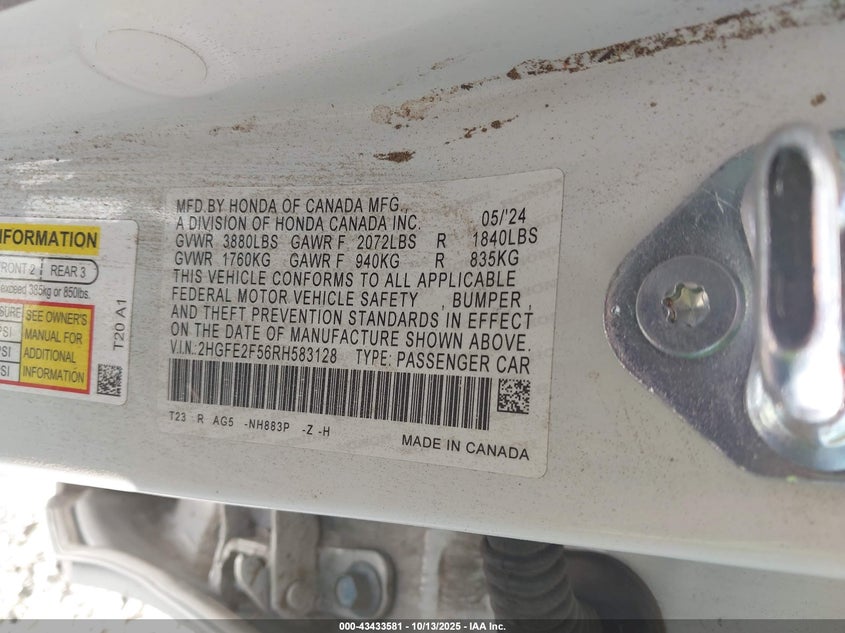 MFD.BY HONDA OF CANADA MFG.,
A DIVISION OF HONDA CANADA INC. 05/'24
GVWR 3880LBS GAWR F 2072LBS R 1840LBS
GVWR 1760KG GAWR F 940KG R 835KG
THIS VEHICLE CONFORMS TO ALL APPLICABLE
FEDERAL MOTOR VEHICLE SAFETY , BUMPER ,
AND THEFT PREVENTION STANDARDS IN EFFECT
ON THE DATE OF MANUFACTURE SHOWN ABOVE.
V.I.N.:2HGFE2F56RH583128 TYPE: PASSENGER CAR
T23 R AG5 -NH883P -Z -H
MADE IN CANADA
INFORMATION
FRONT 2 REAR 3
exceed 385kg or 850lbs.
SEE OWNER'S
MANUAL FOR
ADDITIONAL
INFORMATION
PSI
PSI
T20 A1
000-43433581 | 10/13/2025 | IAA Inc.